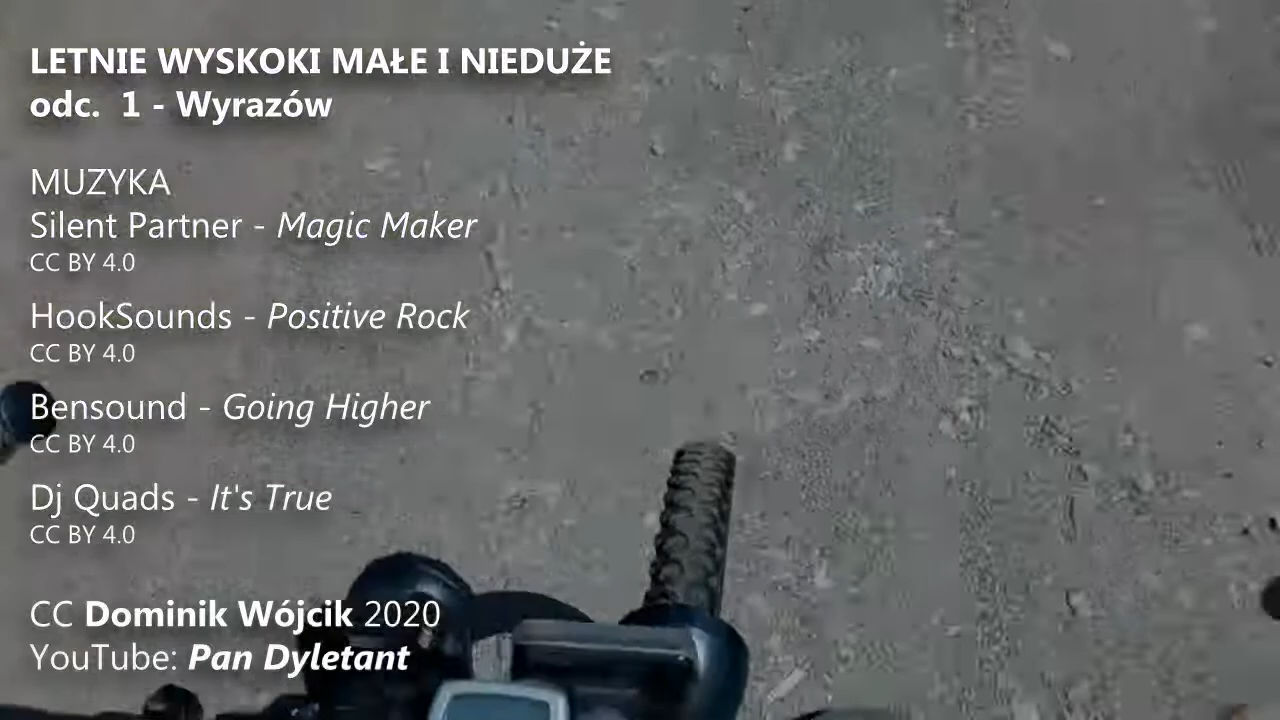 LETNIE WYSKOKI MAŁE I NIEDUŻE
odc. 1 - Wyrazów
MUZYKA
Silent Partner - Magic Maker
CC BY 4.0
HookSounds - Positive Rock
CC BY 4.0
Bensound - Going Higher
CC BY 4.0
Dj Quads - It's True
CC BY 4.0
CC Dominik Wójcik 2020
YouTube: Pan Dyletant